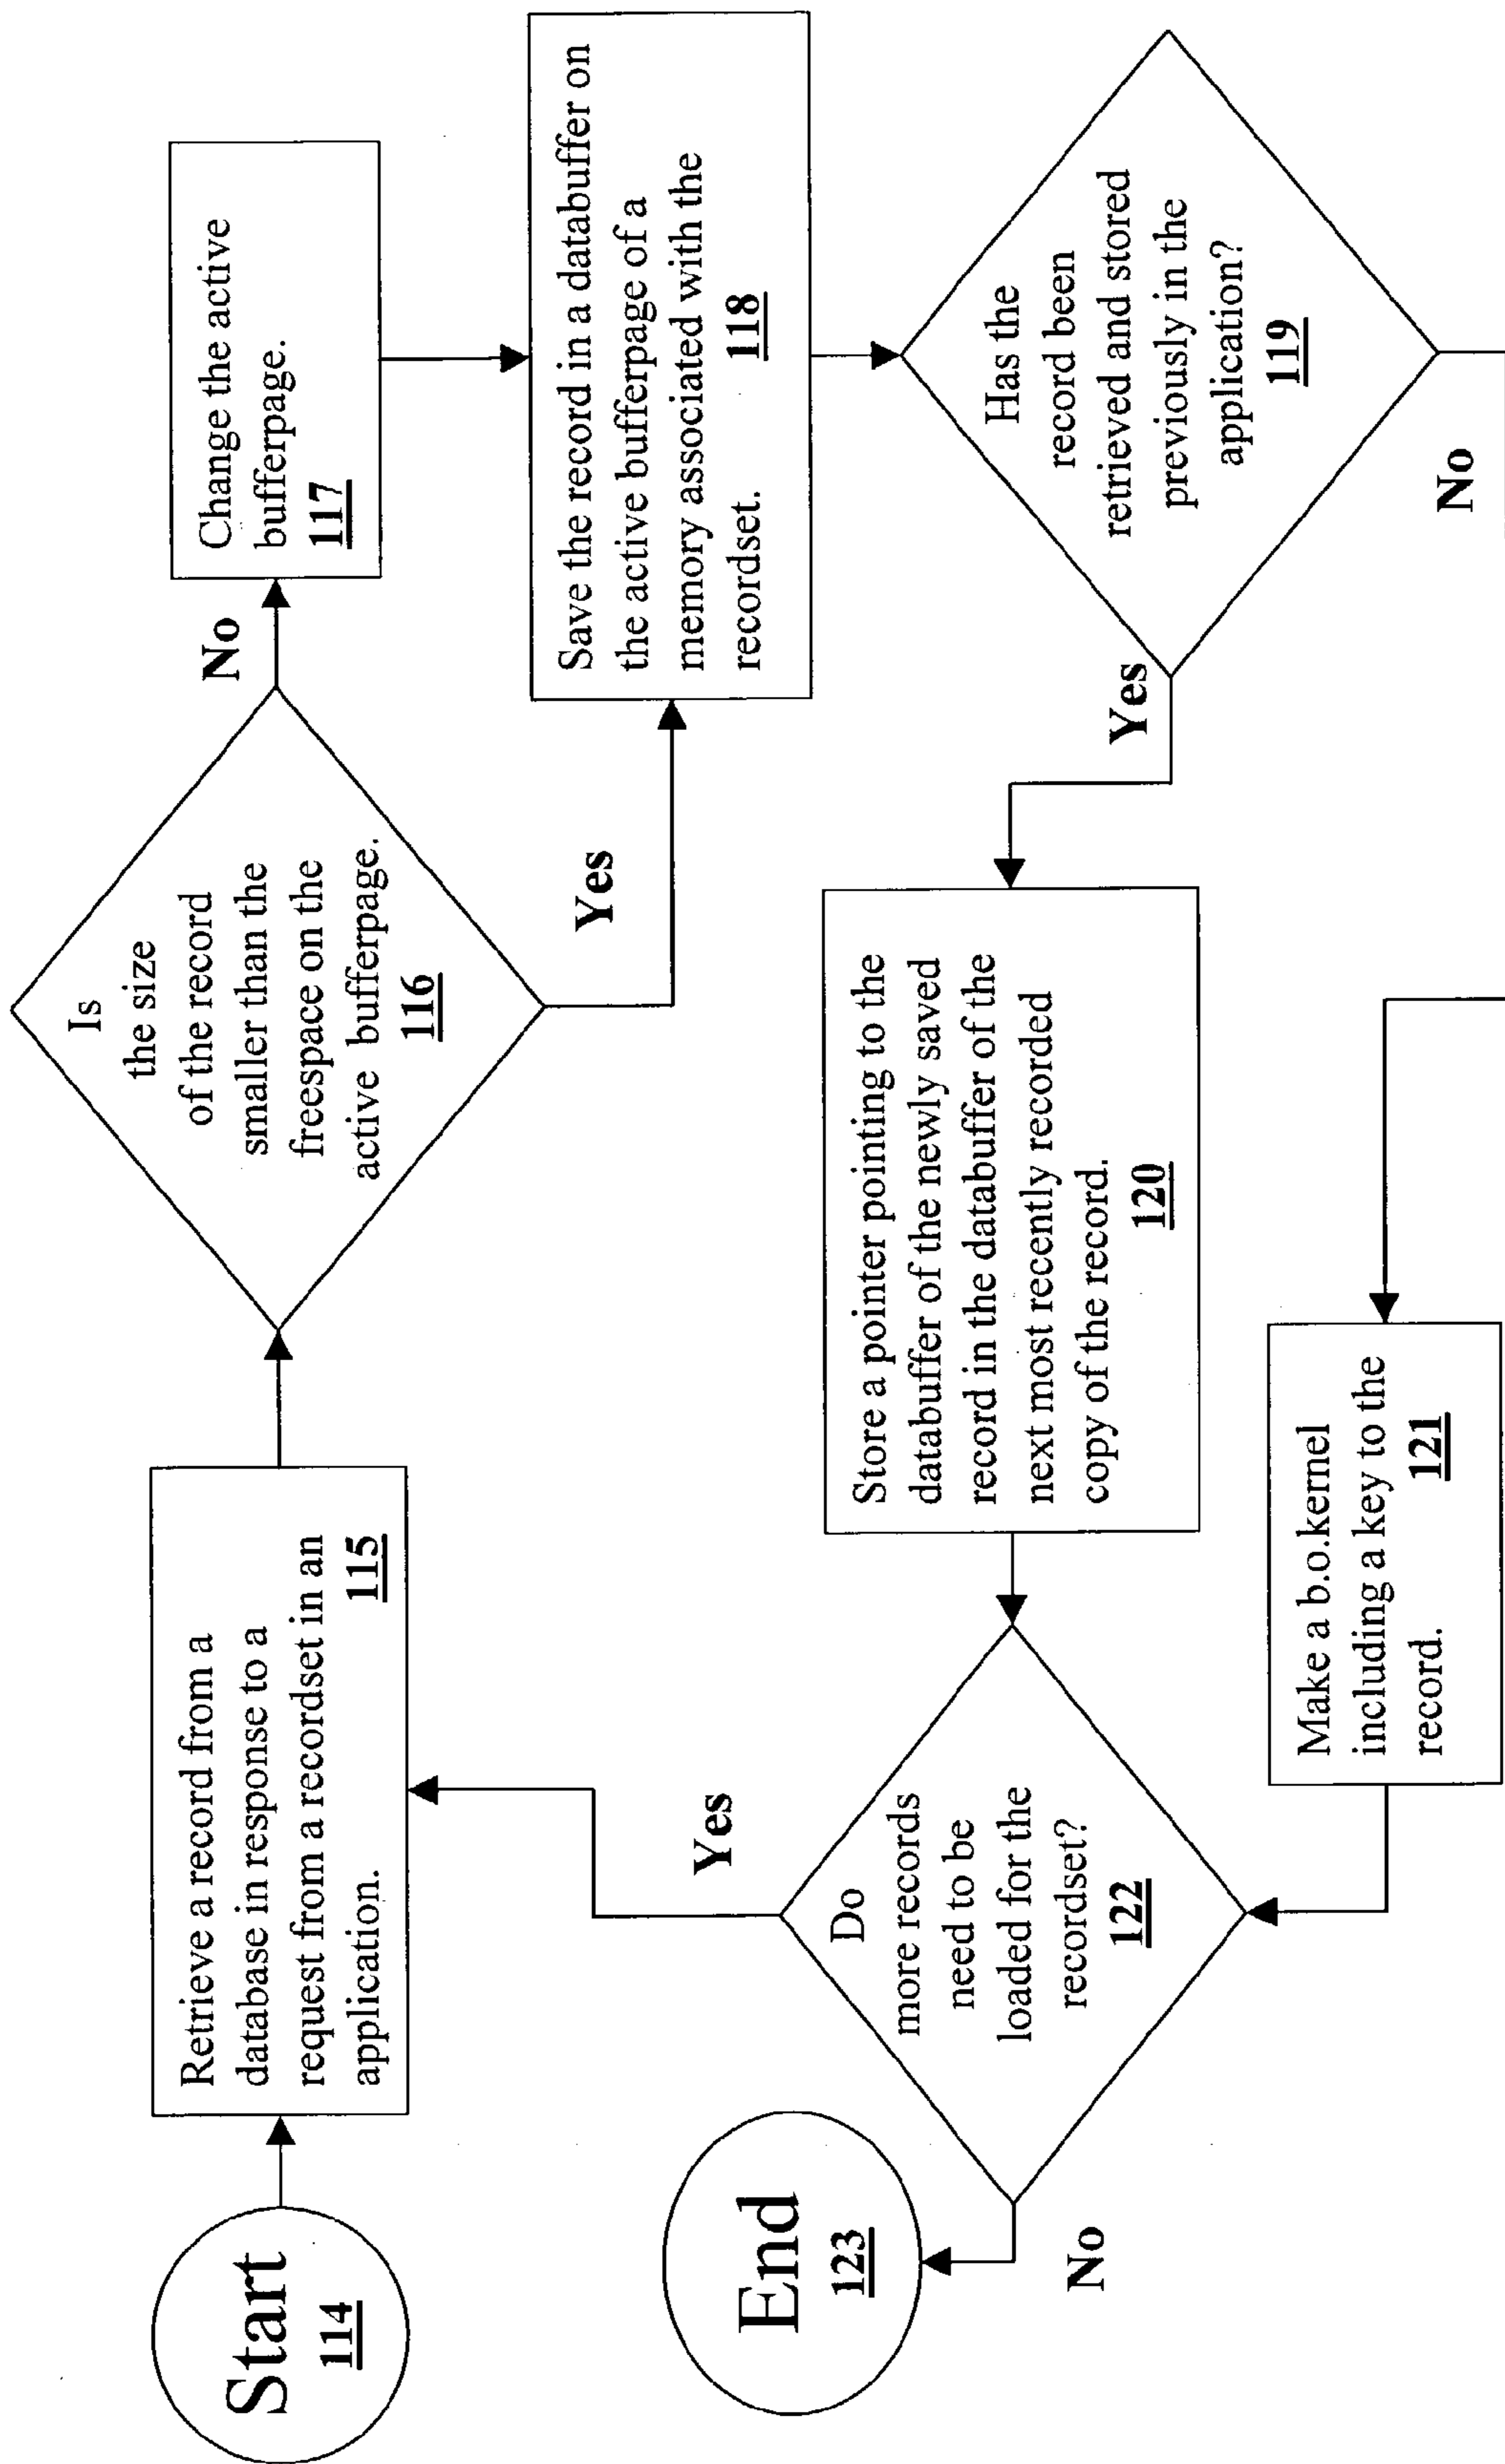 Start
114
Retrieve a record from a
database in response to a
request from a recordset in an
application.
115
Is
the size
of the record
smaller than the
freespace on the
active bufferpage.
116
No
Yes
Change the active
bufferpage.
117
Save the record in a databuffer on
the active bufferpage of a
memory associated with the
recordset.
118
Has the
record been
retrieved and stored
previously in the
application?
119
Yes
No
Store a pointer pointing to the
databuffer of the newly saved
record in the databuffer of the
next most recently recorded
copy of the record.
120
Make a b.o.kernel
including a key to the
record.
121
Do
more records
need to be
loaded for the
recordset?
122
Yes
No
End
123